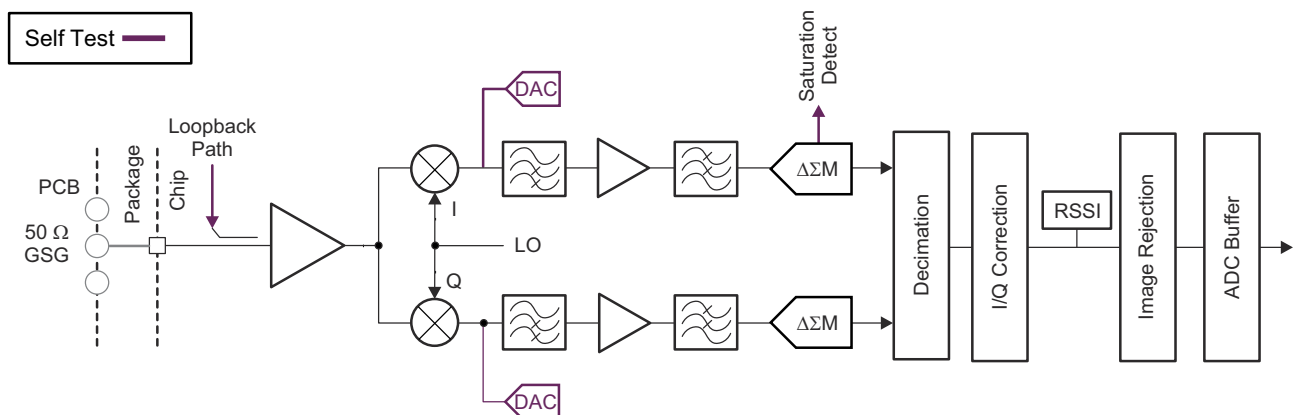 Self Test
DAC
Saturation
Detect
Loopback
Path
PCB
Package
Chip
50 Ω
GSG
I
LO
Q
ΔΣM
ΔΣM
DAC
Decimation
I/Q Correction
RSSI
Image Rejection
ADC Buffer